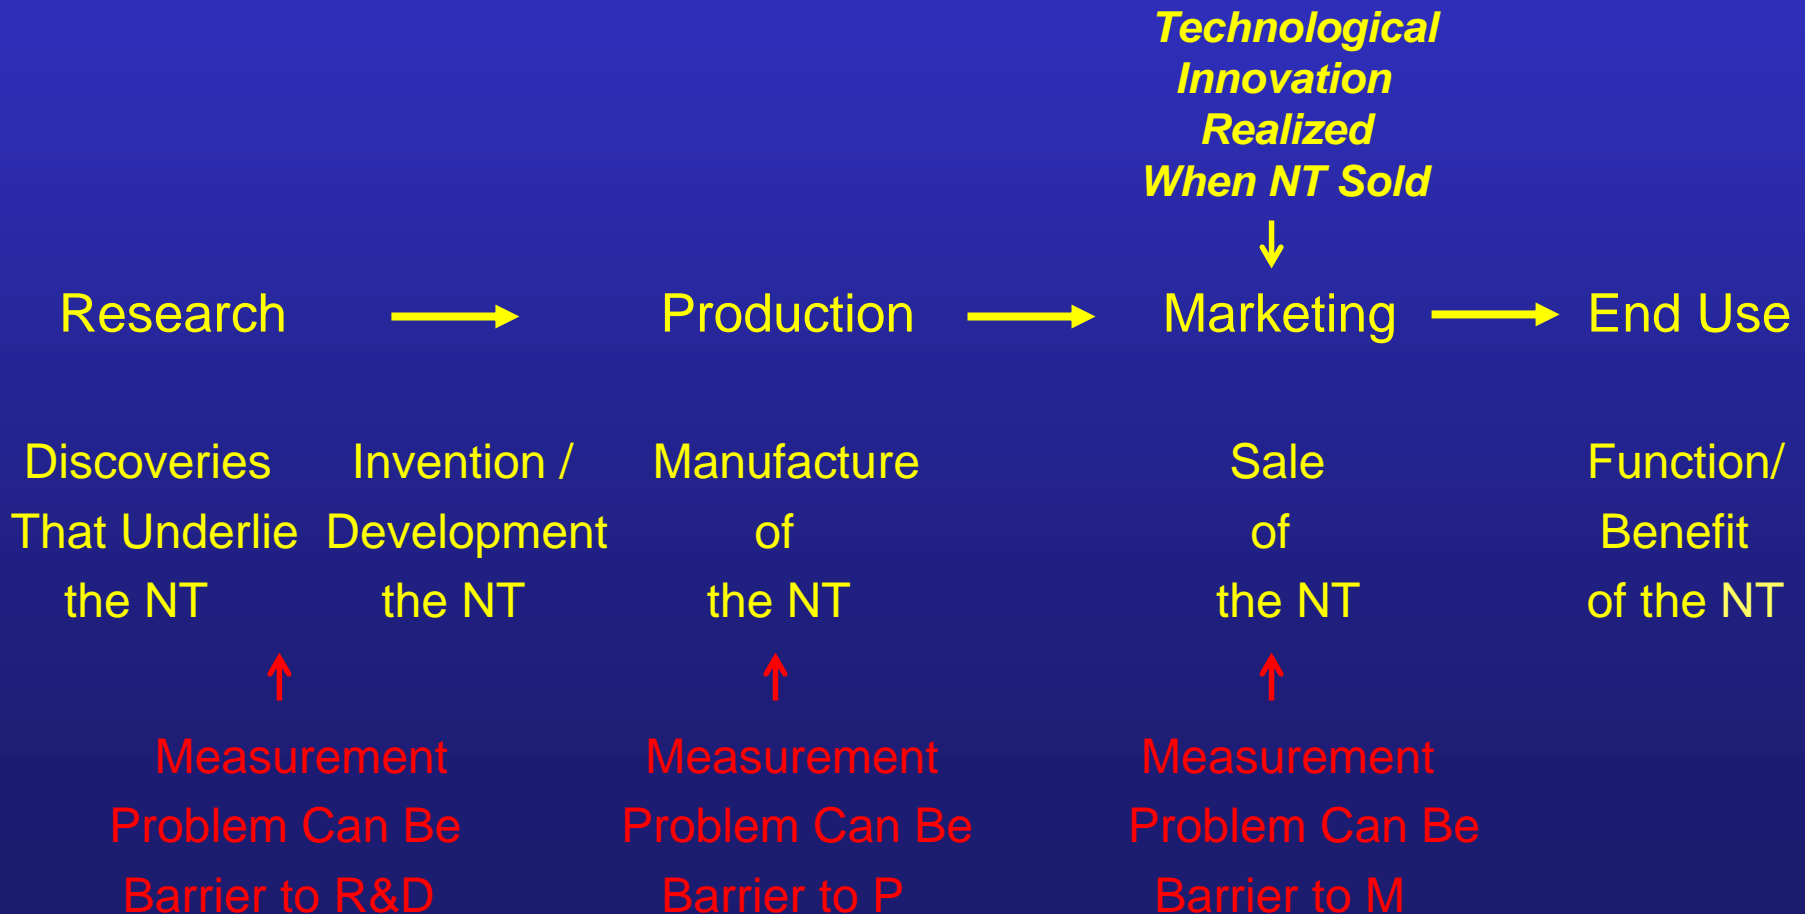 Technological
Innovation
Realized
When NT Sold
Research
Production
Marketing
End Use
Discoveries
That Underlie
the NT
Invention /
Development
the NT
Manufacture
of
the NT
Sale
of
the NT
Function/
Benefit
of the NT
Measurement
Problem Can Be
Barrier to R&D
Measurement
Problem Can Be
Barrier to P
Measurement
Problem Can Be
Barrier to M